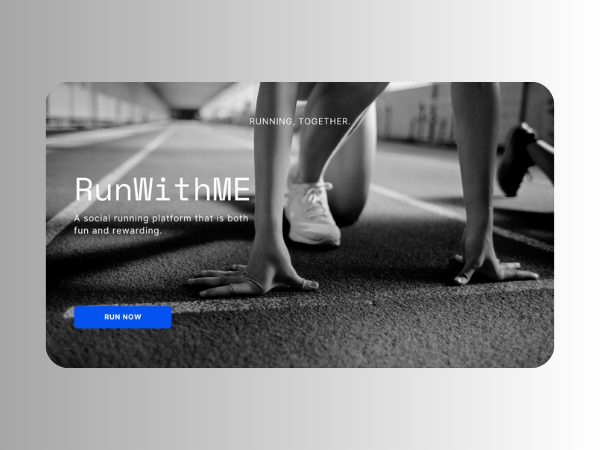 RUNNING, TOGETHER.
RunWithME
A social running platform that is both
fun and rewarding.
RUN NOW